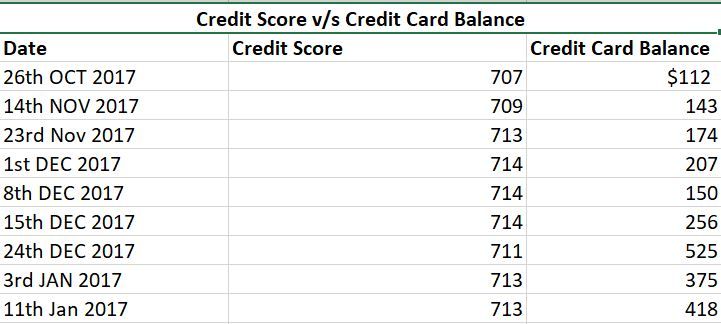 Credit Score v/s Credit Card Balance
Date Credit Score Credit Card Balance
26th OCT 2017 707 $112
14th NOV 2017 709 143
23rd Nov 2017 713 174
1st DEC 2017 714 207
8th DEC 2017 714 150
15th DEC 2017 714 256
24th DEC 2017 711 525
3rd JAN 2017 713 375
11th Jan 2017 713 418